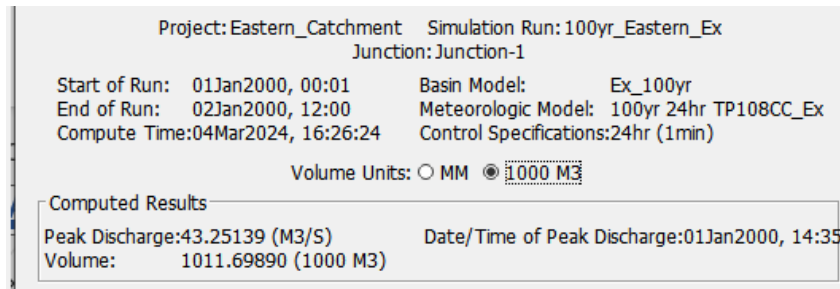 Project: Eastern_Catchment Simulation Run: 100yr_Eastern_Ex
Junction: Junction-1
Start of Run: 01Jan2000, 00:01 Basin Model: Ex_100yr
End of Run: 02Jan2000, 12:00 Meteorologic Model: 100yr 24hr TP108CC_Ex
Compute Time:04Mar2024, 16:26:24 Control Specifications:24hr (1min)
Volume Units: MM 1000 M3
Computed Results
Peak Discharge:43.25139 (M3/S) Date/Time of Peak Discharge:01Jan2000, 14:35
Volume: 1011.69890 (1000 M3)